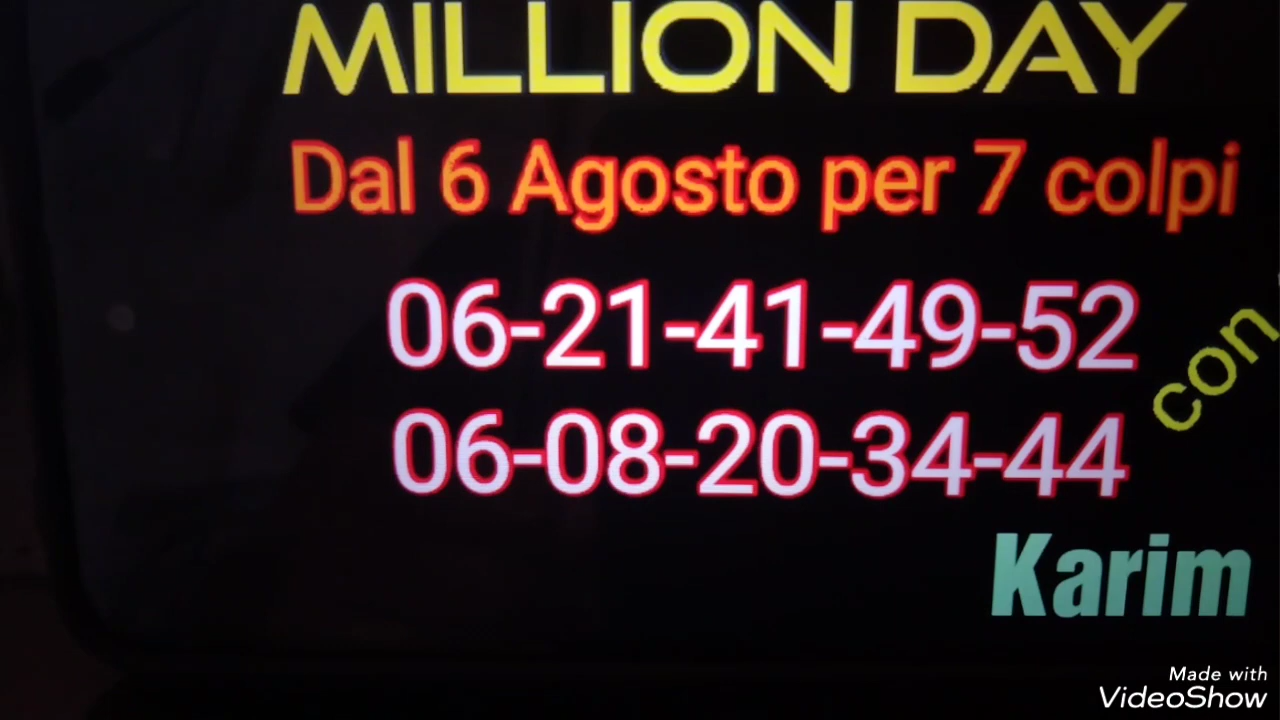 MILLION DAY
Dal 6 Agosto per 7 colpi
06-21-41-49-52
06-08-20-34-44
con
Karim
Made with
VideoShow